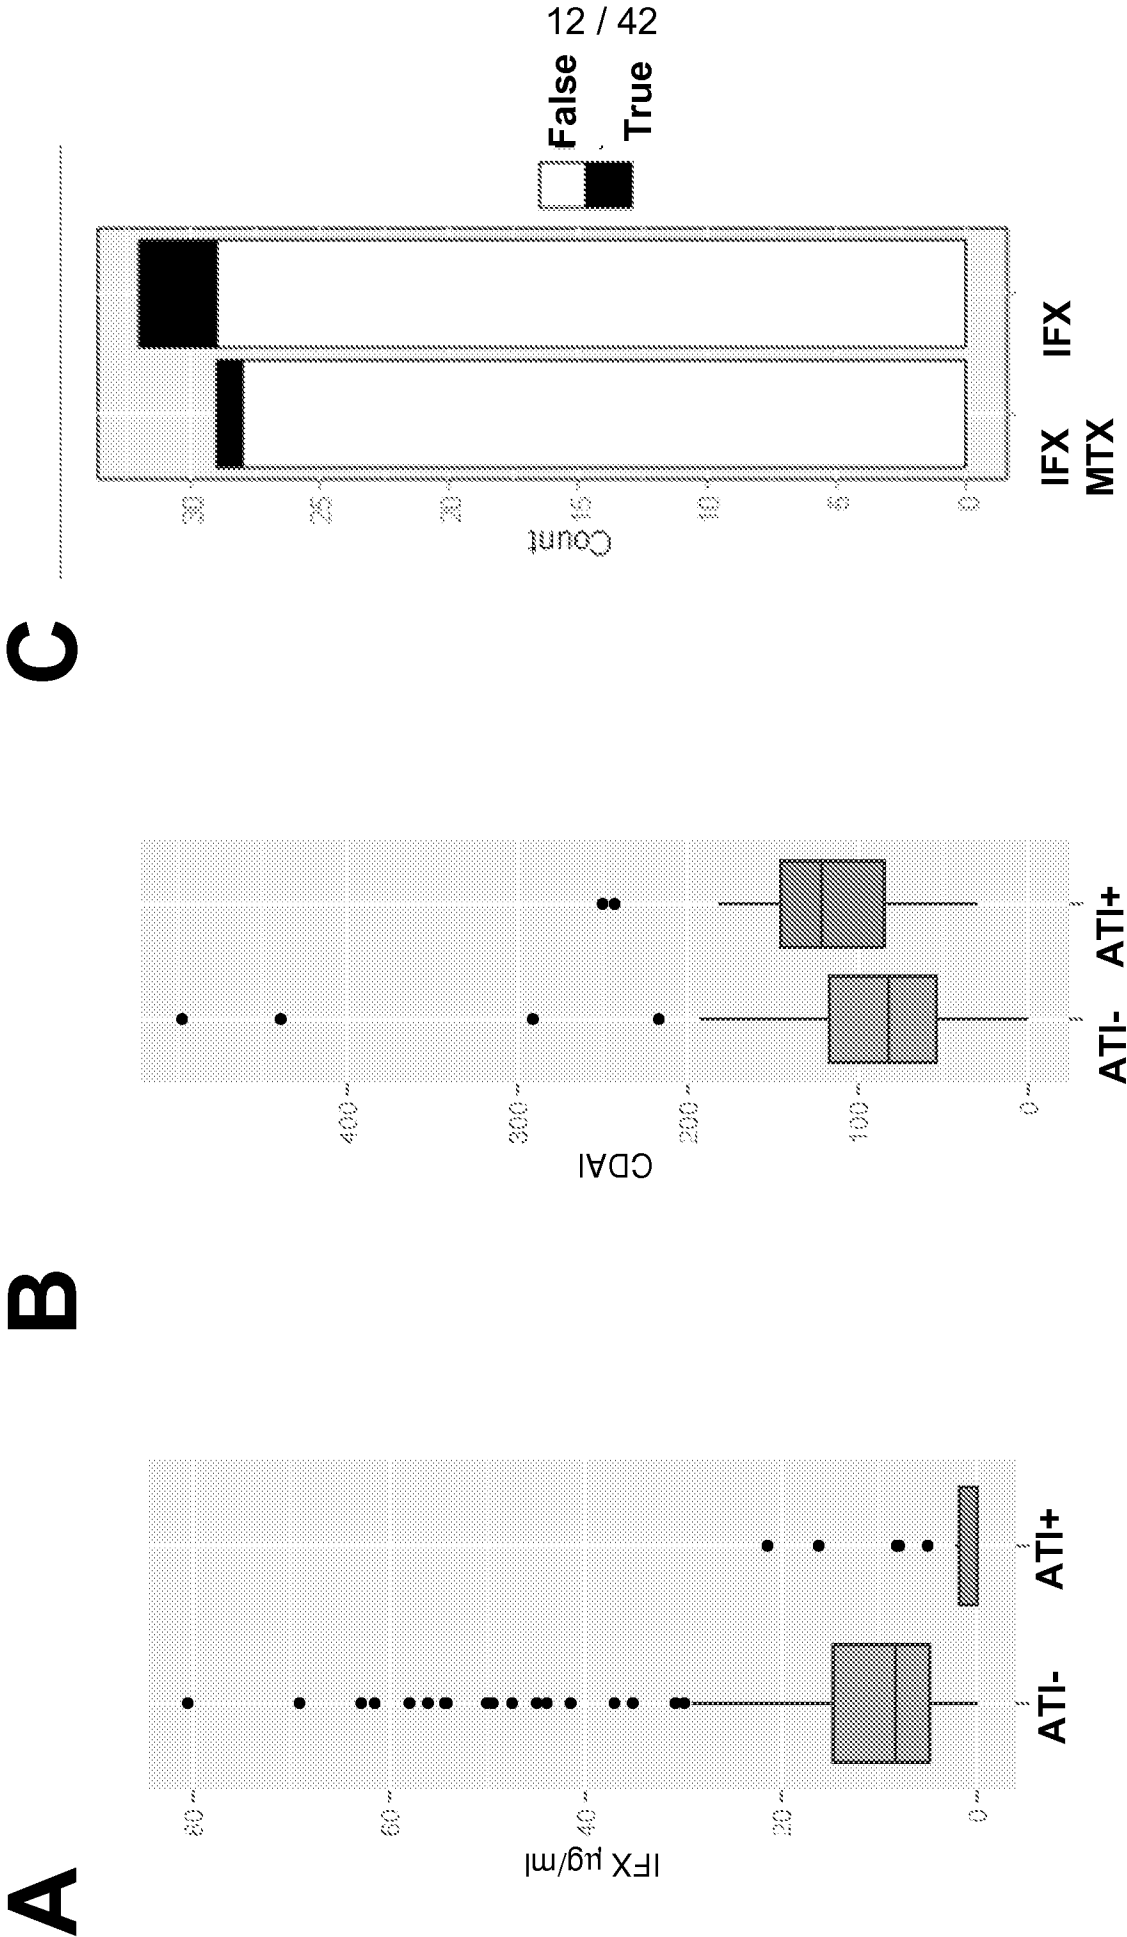 12 / 42
A
IFX µg/ml
80
60
40
20
0
ATI-
ATI+
B
CDAI
400
300
200
100
0
ATI-
ATI+
C
Count
30
25
20
15
10
5
0
IFX
MTX
IFX
False
True